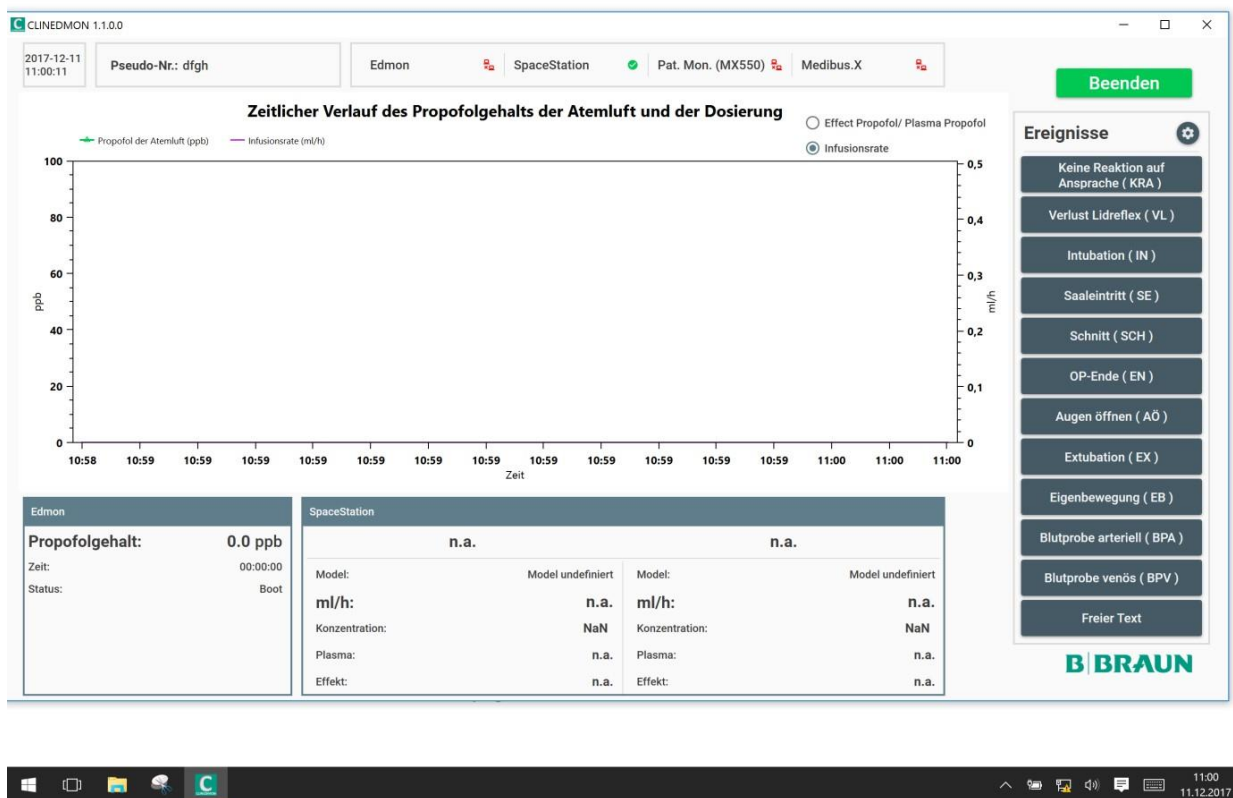 CLINEDMON 1.1.0.0
2017-12-11
11:00:11
Pseudo-Nr.: dfgh
Edmon
SpaceStation
Pat. Mon. (MX550)
Medibus.X
Beenden
Zeitlicher Verlauf des Propofolgehalts der Atemluft und der Dosierung
Effect Propofol/ Plasma Propofol
Infusionsrate
Propofol der Atemluft (ppb)
Infusionsrate (ml/h)
100
80
60
40
20
0
ppb
0,5
0,4
0,3
0,2
0,1
0
ml/h
10:58 10:59 10:59 10:59 10:59 10:59 10:59 10:59 10:59 10:59 10:59 10:59 10:59 11:00 11:00 11:00
Zeit
Ereignisse
Keine Reaktion auf
Ansprache ( KRA )
Verlust Lidreflex ( VL )
Intubation ( IN )
Saaleintritt ( SE )
Schnitt ( SCH )
OP-Ende ( EN )
Augen öffnen ( AÖ )
Extubation ( EX )
Eigenbewegung ( EB )
Blutprobe arteriell ( BPA )
Blutprobe venös ( BPV )
Freier Text
B BRAUN
Edmon
Propofolgehalt: 0.0 ppb
Zeit: 00:00:00
Status: Boot
SpaceStation
n.a.
Model: Model undefiniert
ml/h: n.a.
Konzentration: NaN
Plasma: n.a.
Effekt: n.a.
n.a.
Model: Model undefiniert
ml/h: n.a.
Konzentration: NaN
Plasma: n.a.
Effekt: n.a.
11:00
11.12.2017